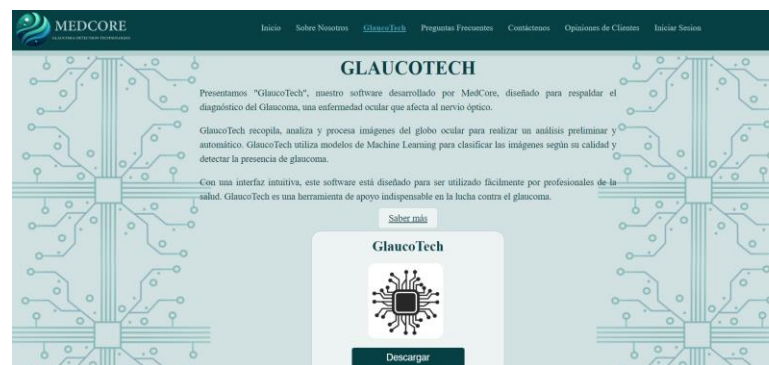 MEDCORE
GLAUCOMA DETECTION TECHNOLOGIES
Inicio Sobre Nosotros GlaucoTech Preguntas Frecuentes Contáctenos Opiniones de Clientes Iniciar Sesion
GLAUCOTECH
Presentamos "GlaucoTech", nuestro software desarrollado por MedCore, diseñado para respaldar el
diagnóstico del Glaucoma, una enfermedad ocular que afecta al nervio óptico.
GlaucoTech recopila, analiza y procesa imágenes del globo ocular para realizar un análisis preliminar y
automático. GlaucoTech utiliza modelos de Machine Learning para clasificar las imágenes según su calidad y
detectar la presencia de glaucoma.
Con una interfaz intuitiva, este software está diseñado para ser utilizado fácilmente por profesionales de la
salud. GlaucoTech es una herramienta de apoyo indispensable en la lucha contra el glaucoma.
Saber más
GlaucoTech
Descargar